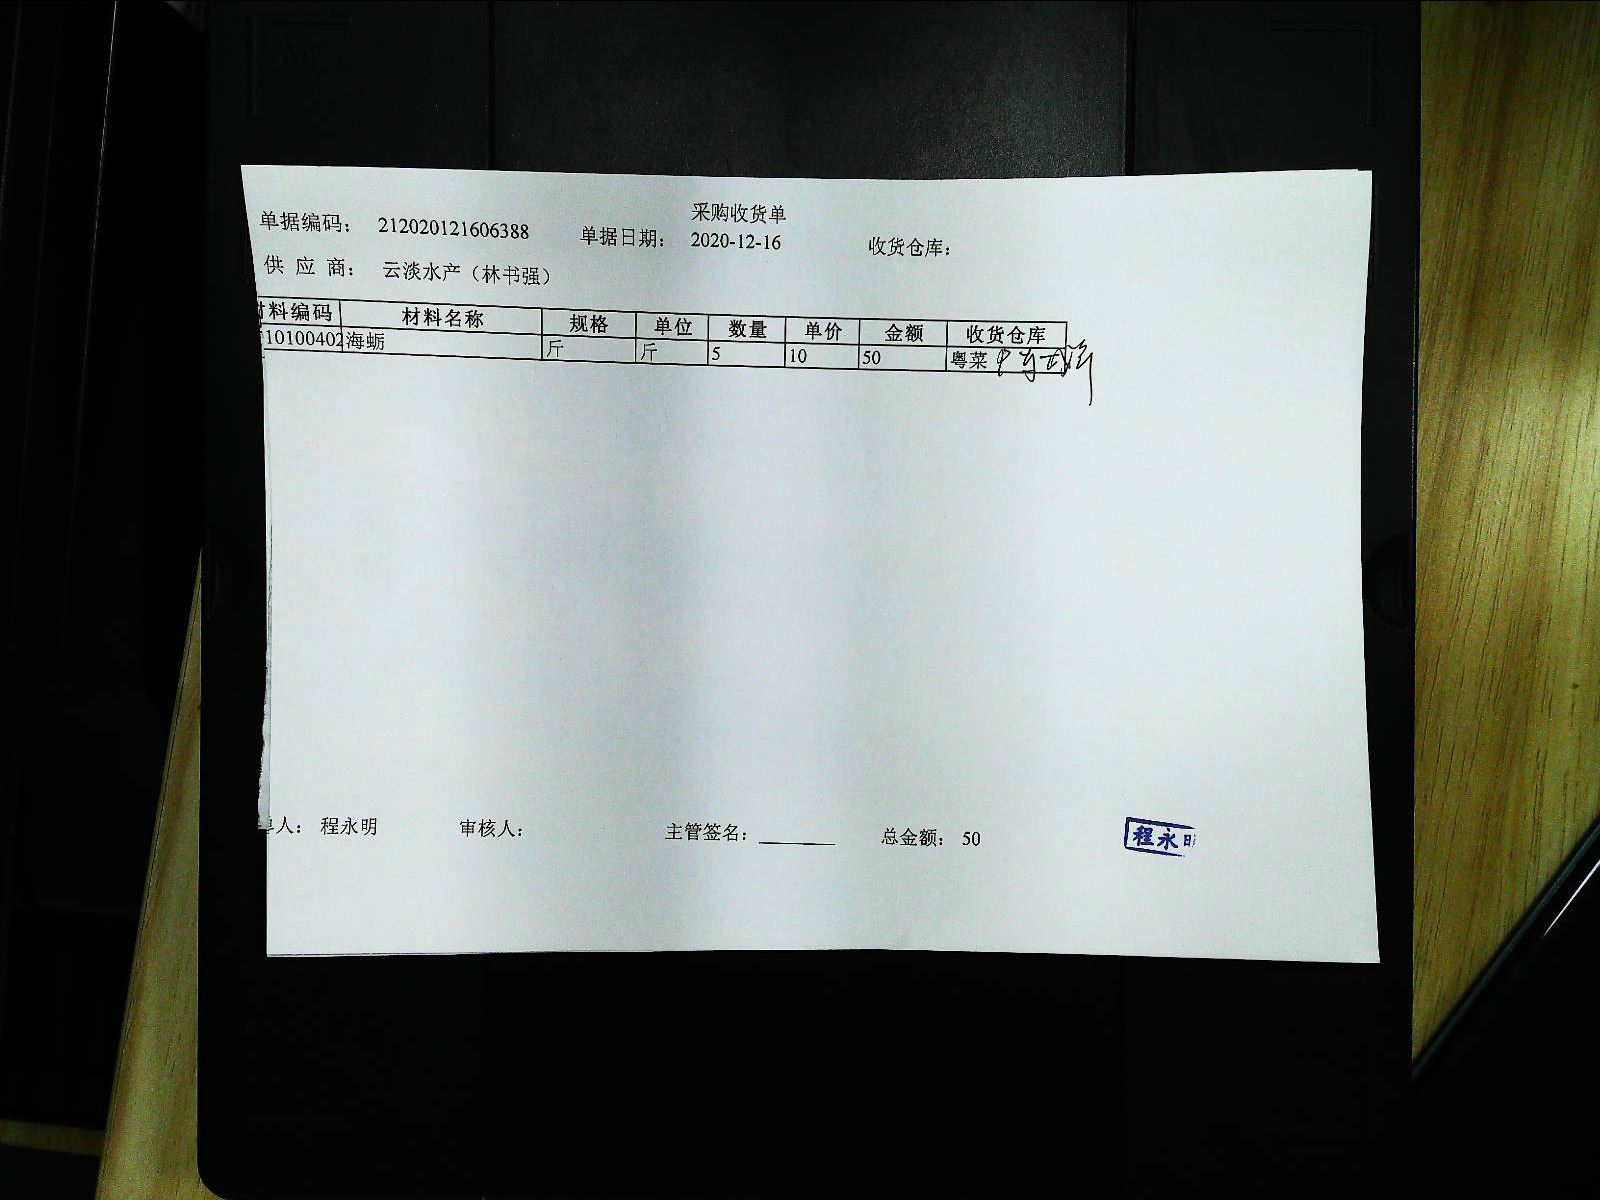 采购收货单
单据编码： 212020121606388 单据日期： 2020-12-16 收货仓库：
供 应 商： 云淡水产（林书强）
材料编码 材料名称 规格 单位 数量 单价 金额 收货仓库
10100402 海蛎 斤 斤 5 10 50 粤菜
单人： 程永明 审核人： 主管签名： 总金额： 50
程永明